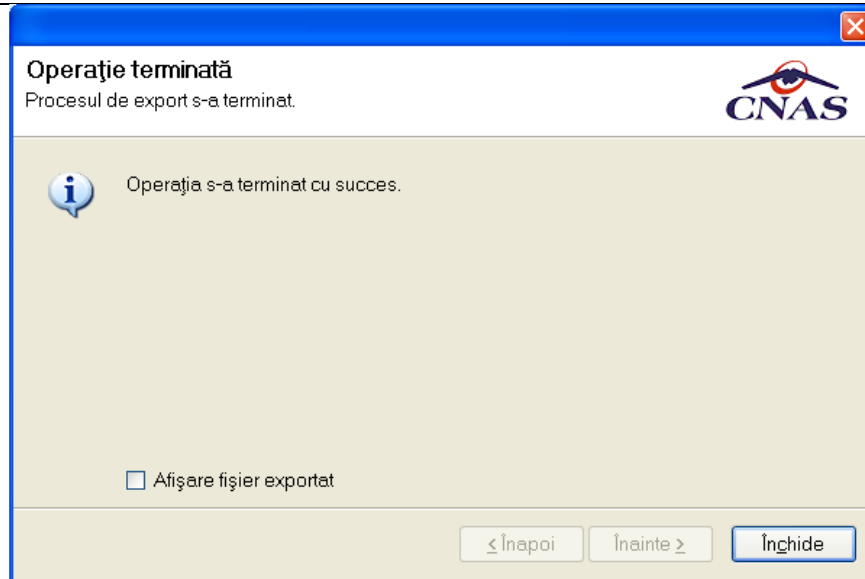 Operaţie terminată
Procesul de export s-a terminat.
CNAS
Operaţia s-a terminat cu succes.
Afişare fişier exportat
< Înapoi
Înainte >
Închide